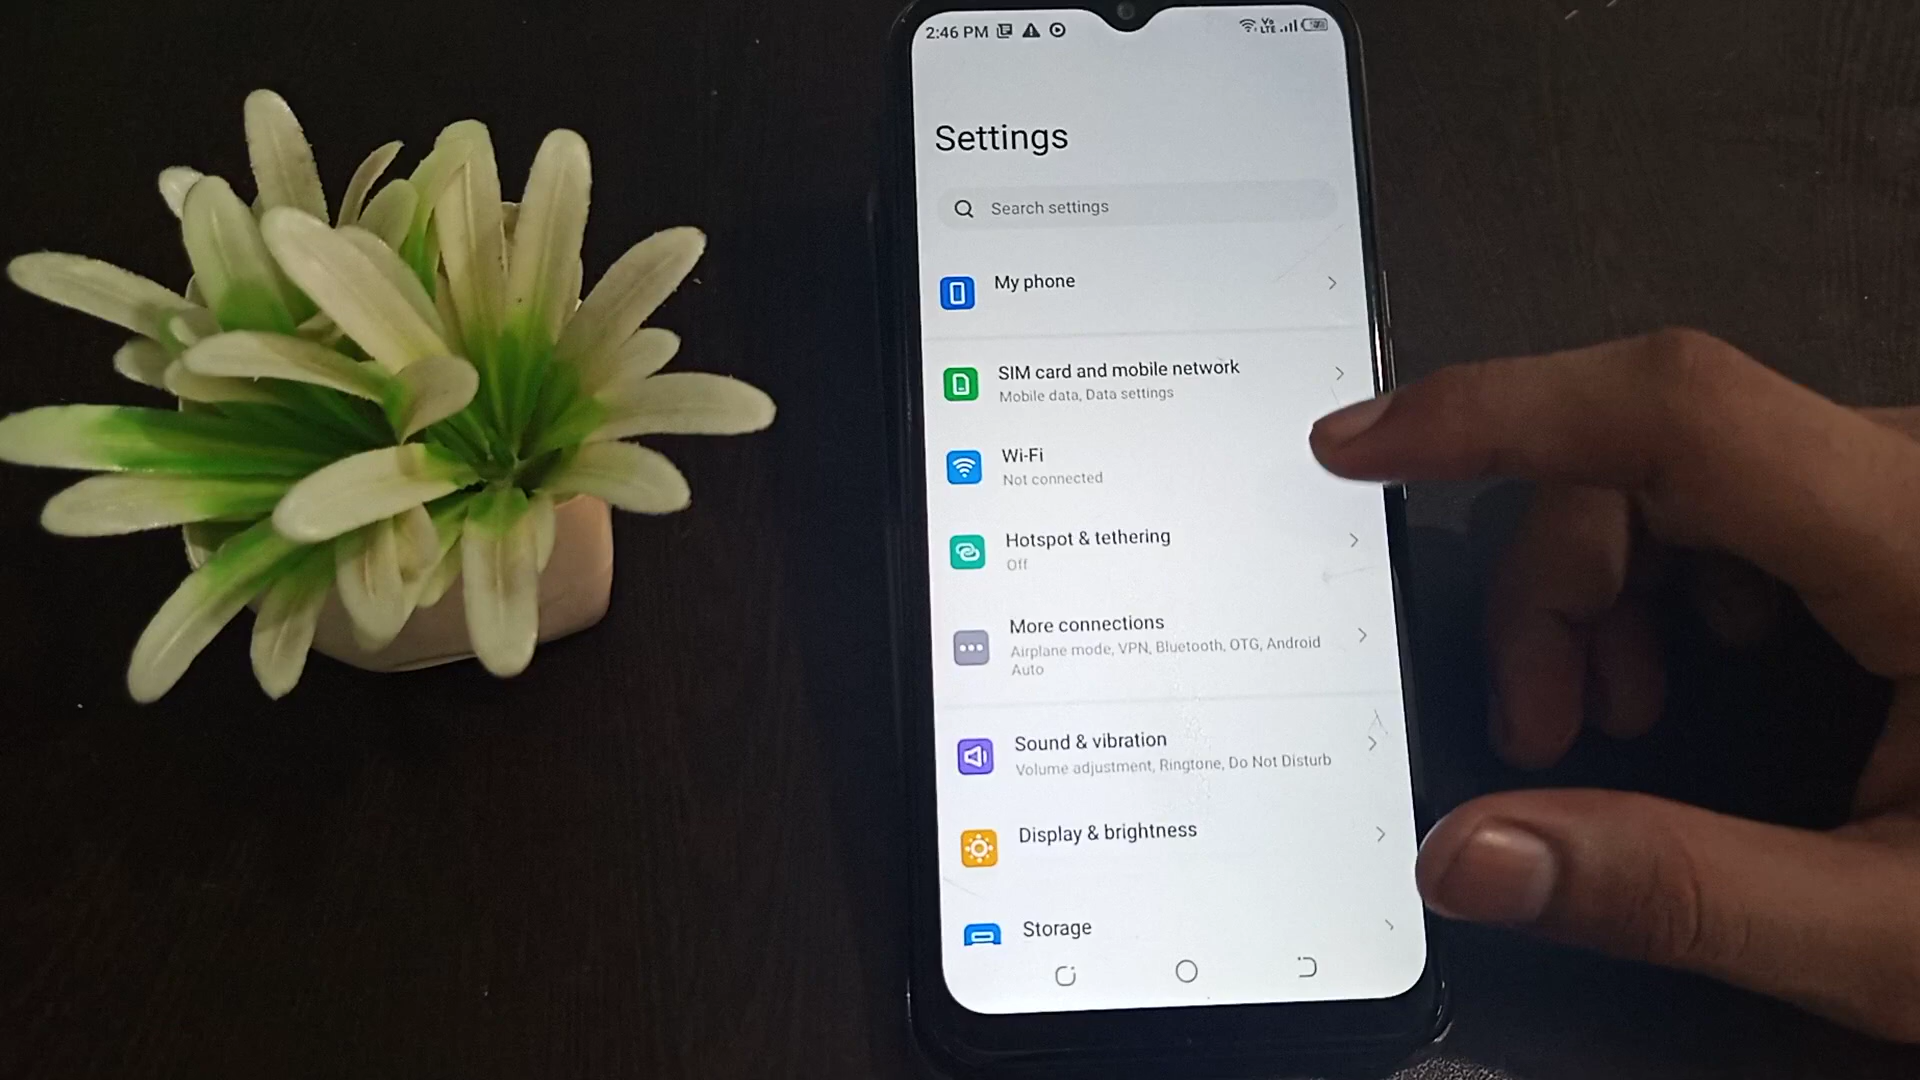 2:46 PM
Vo
LTE
Settings
Search settings
My phone
SIM card and mobile network
Mobile data, Data settings
Wi-Fi
Not connected
Hotspot & tethering
Off
More connections
Airplane mode, VPN, Bluetooth, OTG, Android
Auto
Sound & vibration
Volume adjustment, Ringtone, Do Not Disturb
Display & brightness
Storage